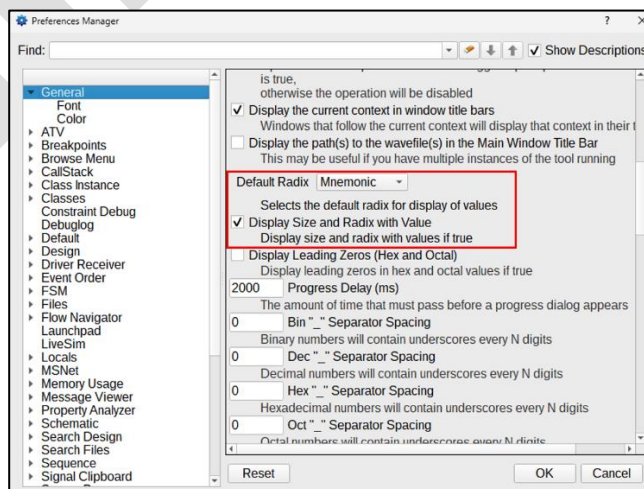 Preferences Manager
?
Find:
Show Descriptions
General
Font
Color
ATV
Breakpoints
Browse Menu
CallStack
Class Instance
Classes
Constraint Debug
Debuglog
Default
Design
Driver Receiver
Event Order
FSM
Files
Flow Navigator
Launchpad
LiveSim
Locals
MSNet
Memory Usage
Message Viewer
Property Analyzer
Schematic
Search Design
Search Files
Sequence
Signal Clipboard
is true,
otherwise the operation will be disabled
Display the current context in window title bars
Windows that follow the current context will display that context in their t
Display the path(s) to the wavefile(s) in the Main Window Title Bar
This may be useful if you have multiple instances of the tool running
Default Radix Mnemonic
Selects the default radix for display of values
Display Size and Radix with Value
Display size and radix with values if true
Display Leading Zeros (Hex and Octal)
Display leading zeros in hex and octal values if true
2000 Progress Delay (ms)
The amount of time that must pass before a progress dialog appears
0 Bin "_" Separator Spacing
Binary numbers will contain underscores every N digits
0 Dec "_" Separator Spacing
Decimal numbers will contain underscores every N digits
0 Hex "_" Separator Spacing
Hexadecimal numbers will contain underscores every N digits
0 Oct "_" Separator Spacing
Octal numbers will contain underscores every N digits
Reset
OK
Cancel